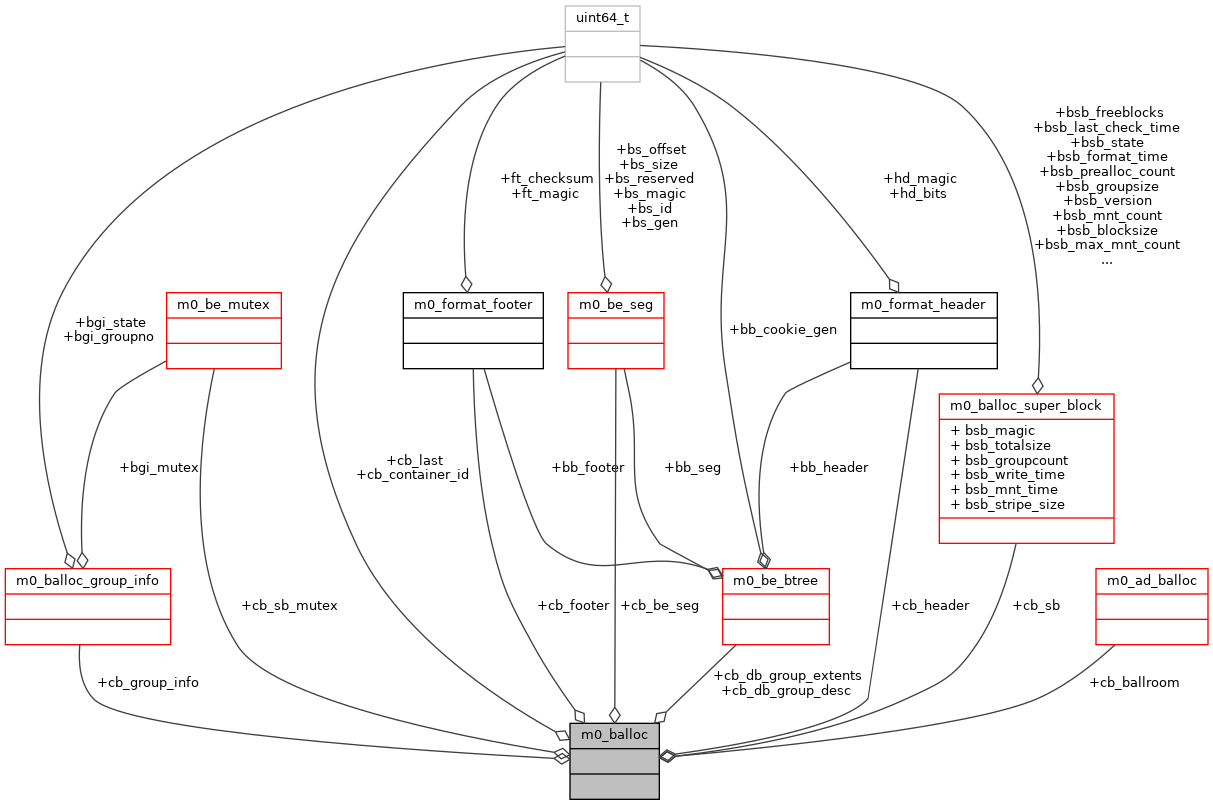 uint64_t
+bsb_freeblocks
+bsb_last_check_time
+bsb_state
+bsb_format_time
+bsb_prealloc_count
+bsb_groupsize
+bsb_version
+bsb_mnt_count
+bsb_blocksize
+bsb_max_mnt_count
...
+ft_checksum
+ft_magic
+bs_offset
+bs_size
+bs_reserved
+bs_magic
+bs_id
+bs_gen
+hd_magic
+hd_bits
+bgi_state
+bgi_groupno
m0_be_mutex
m0_format_footer
m0_be_seg
+bb_cookie_gen
m0_format_header
m0_balloc_super_block
+ bsb_magic
+ bsb_totalsize
+ bsb_groupcount
+ bsb_write_time
+ bsb_mnt_time
+ bsb_stripe_size
+bgi_mutex
+cb_last
+cb_container_id
+bb_footer
+bb_seg
+bb_header
m0_balloc_group_info
+cb_sb_mutex
+cb_footer
+cb_be_seg
m0_be_btree
+cb_header
+cb_sb
m0_ad_balloc
+cb_group_info
+cb_db_group_extents
+cb_db_group_desc
+cb_ballroom
m0_balloc